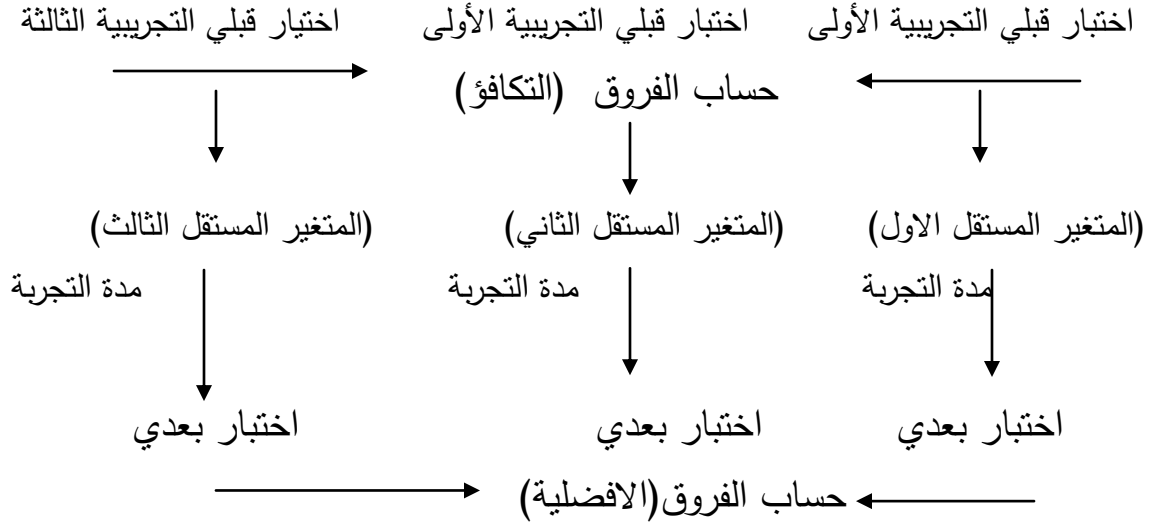 اختبار قبلي التجريبية الأولى اختبار قبلي التجريبية الأولى اختبار قبلي التجريبية الثالثة
حساب الفروق (التكافؤ)
(المتغير المستقل الاول) (المتغير المستقل الثاني) (المتغير المستقل الثالث)
مدة التجربة مدة التجربة مدة التجربة
اختبار بعدي اختبار بعدي اختبار بعدي
حساب الفروق(الافضلية)